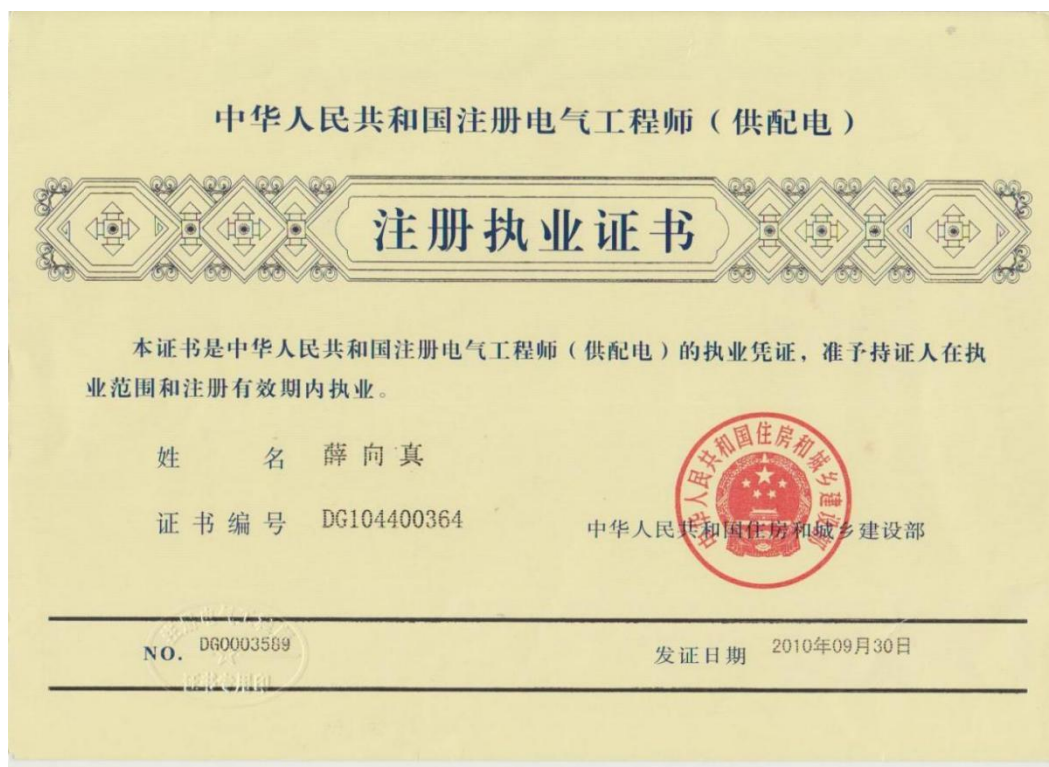 中华人民共和国注册电气工程师（供配电）
注册执业证书
本证书是中华人民共和国注册电气工程师（供配电）的执业凭证，准予持证人在执
业范围和注册有效期内执业。
姓 名 薛向真
证书编号 DG104400364
中华人民共和国住房和城乡建设部
中华人民共和国住房和城乡建设部
NO. DG0003589
证书专用印
发证日期 2010年09月30日